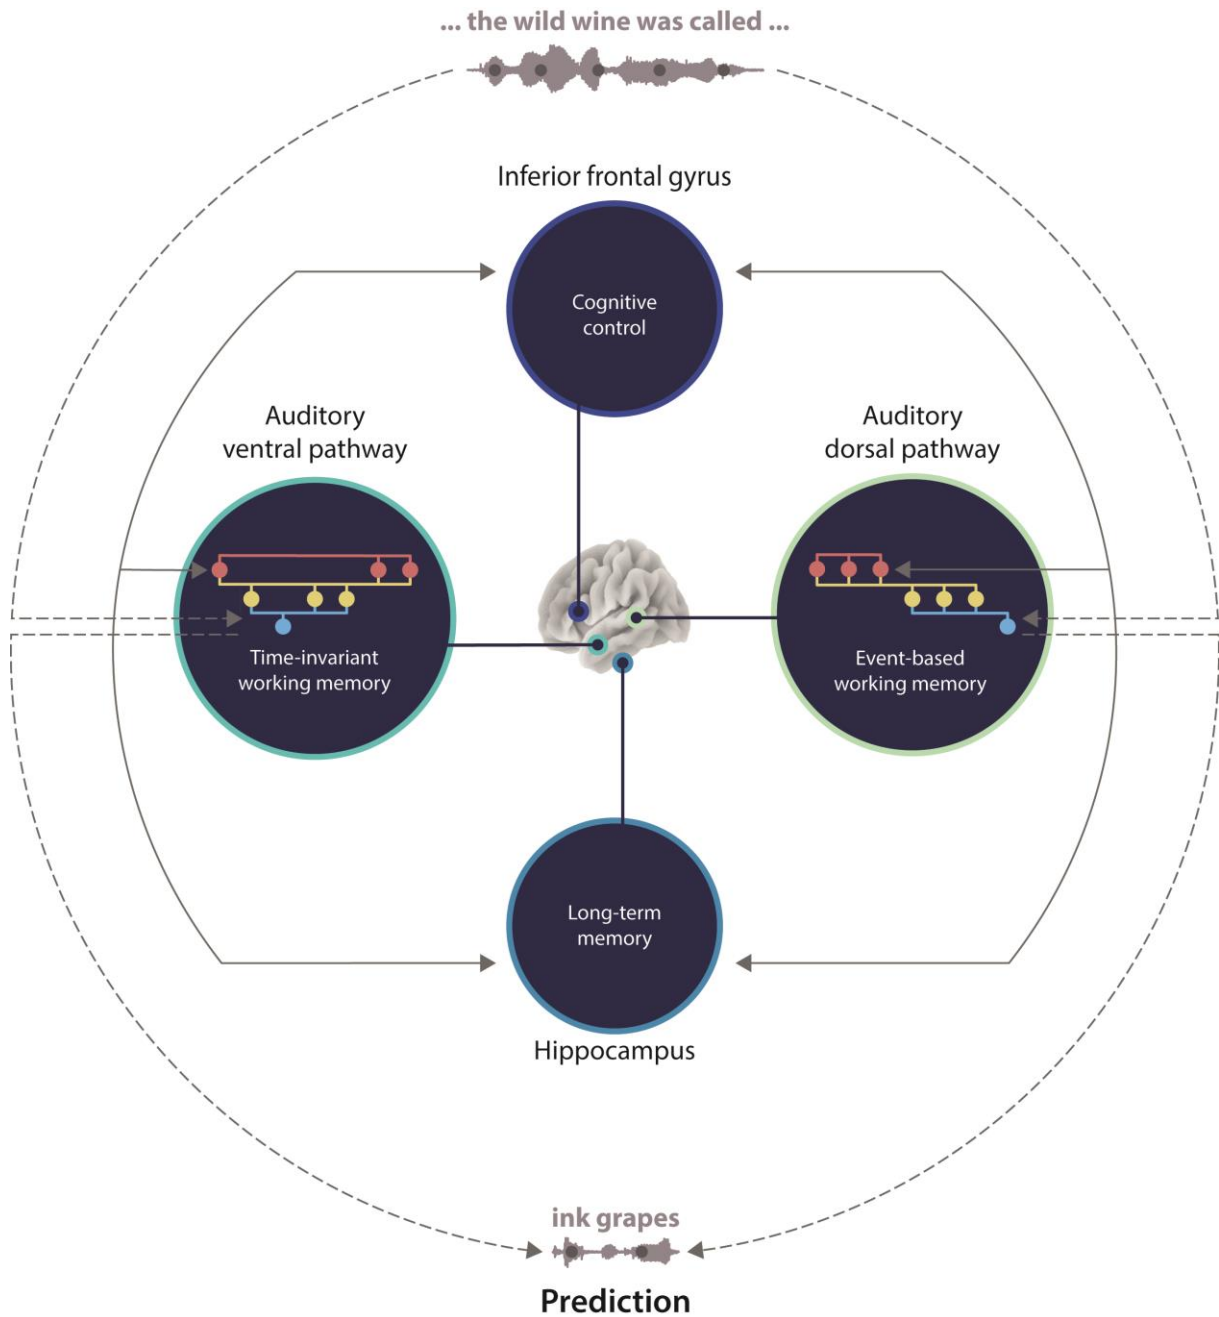 ... the wild wine was called ...
Inferior frontal gyrus
Cognitive
control
Auditory
ventral pathway
Auditory
dorsal pathway
Time-invariant
working memory
Event-based
working memory
Long-term
memory
Hippocampus
ink grapes
Prediction